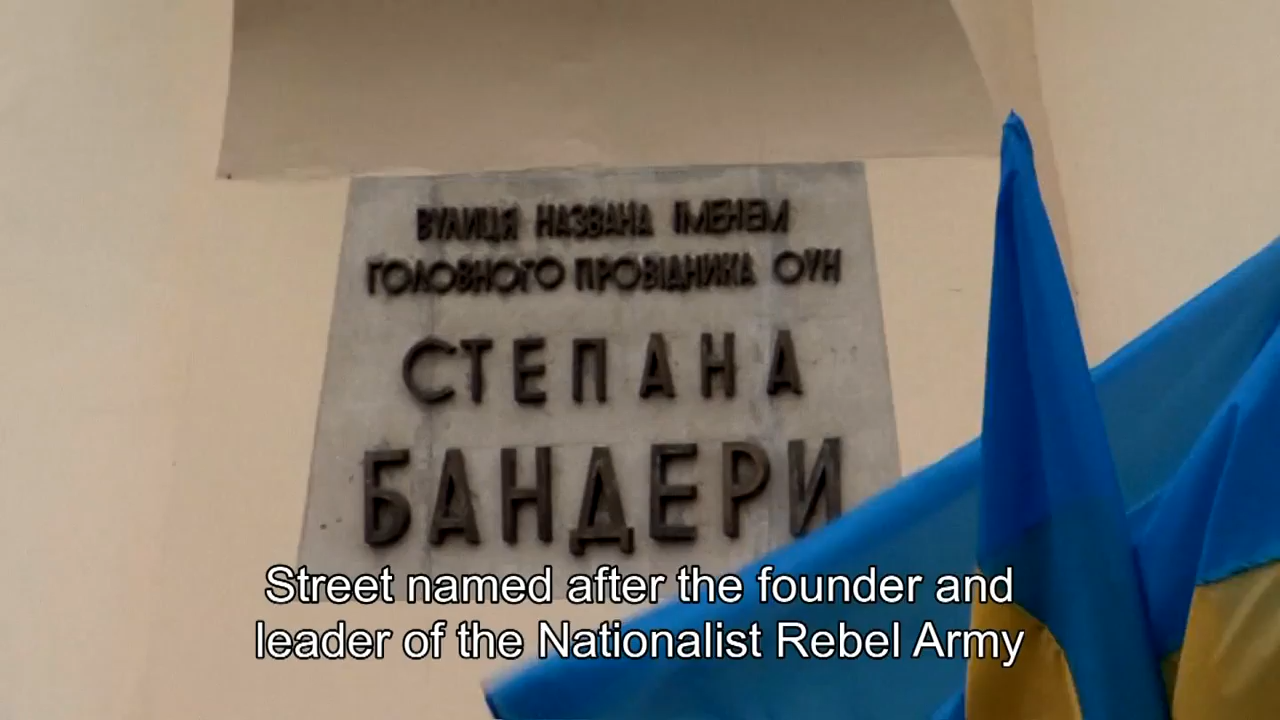 ВУЛИЦЯ НАЗВАНА ІМЕНЕМ
ГОЛОВНОГО ПРОВІДНИКА ОУН
СТЕПАНА
БАНДЕРИ
Street named after the founder and
leader of the Nationalist Rebel Army